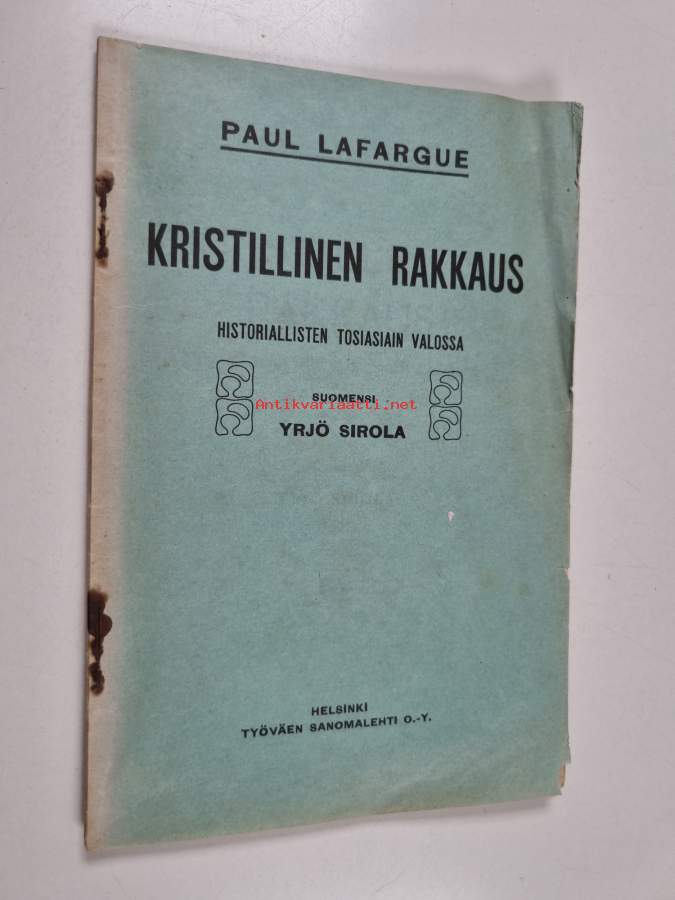 PAUL LAFARGUE
KRISTILLINEN RAKKAUS
HISTORIALLISTEN TOSIASIAIN VALOSSA
SUOMENSI
Antikvariaatti.net
YRJÖ SIROLA
HELSINKI
TYÖVÄEN SANOMALEHTI O.-Y.